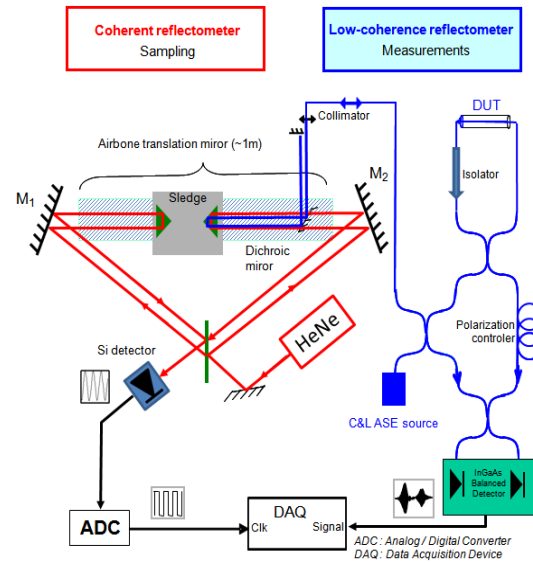 Coherent reflectometer
Sampling
Low-coherence reflectometer
Measurements
Airbone translation miror (~1m)
Collimator
DUT
Isolator
M1
M2
Sledge
Dichroic
miror
HeNe
Polarization
controler
Si detector
C&L ASE source
InGaAs
Balanced
Detector
ADC
DAQ
Clk
Signal
ADC : Analog / Digital Converter
DAQ : Data Acquisition Device